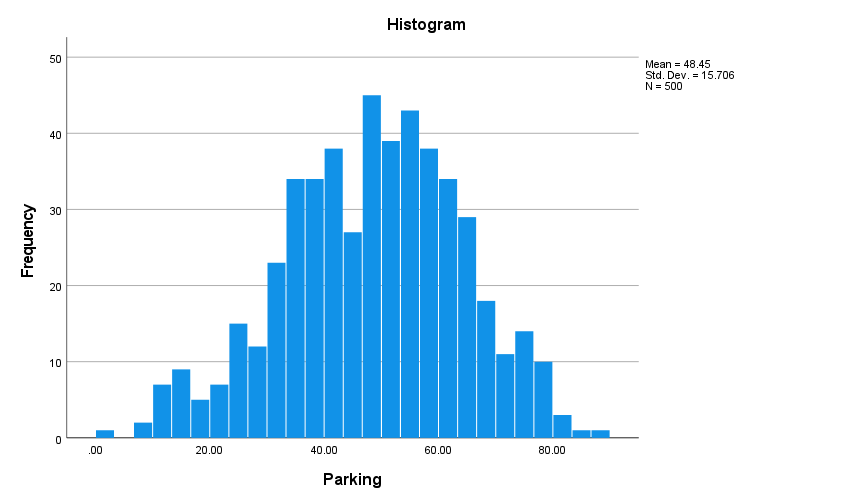 Histogram
50
40
30
20
10
0
Frequency
.00
20.00
40.00
60.00
80.00
Parking
Mean = 48.45
Std. Dev. = 15.706
N = 500